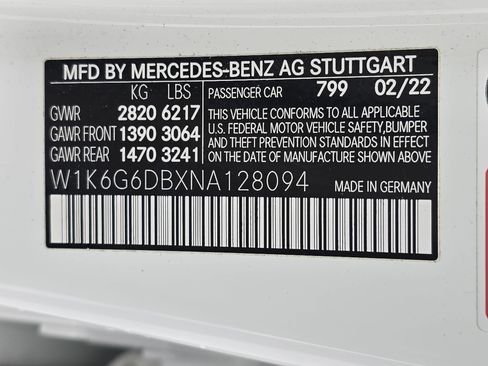 MFD BY MERCEDES-BENZ AG STUTTGART
KG LBS PASSENGER CAR 799 02/22
GVWR 2820 6217
GAWR FRONT 1390 3064
GAWR REAR 1470 3241
THIS VEHICLE CONFORMS TO ALL APPLICABLE
U.S. FEDERAL MOTOR VEHICLE SAFETY,BUMPER
AND THEFT PREVENTION STANDARDS IN EFFECT
ON THE DATE OF MANUFACTURE SHOWN ABOVE.
W1K6G6DBXNA128094 MADE IN GERMANY